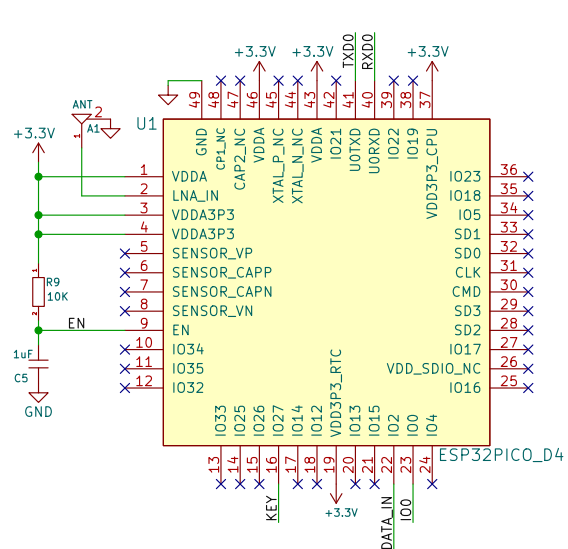 +3.3V
TXD0
RXD0
+3.3V
+3.3V
49
48
47
46
45
44
43
42
41
40
39
38
37
ANT
2
A1
1
U1
GND
CP1_NC
CAP2_NC
VDDA
XTAL_P_NC
XTAL_N_NC
VDDA
IO21
U0TXD
U0RXD
IO22
IO19
VDD3P3_CPU
+3.3V
1 VDDA
2 LNA_IN
3 VDDA3P3
4 VDDA3P3
5 SENSOR_VP
6 SENSOR_CAPP
7 SENSOR_CAPN
8 SENSOR_VN
9 EN
10 IO34
11 IO35
12 IO32
IO23 36
IO18 35
IO5 34
SD1 33
SD0 32
CLK 31
CMD 30
SD3 29
SD2 28
IO17 27
VDD_SDIO_NC 26
IO16 25
1
R9
10K
2
EN
1uF
C5
GND
IO33
IO25
IO26
IO27
IO14
IO12
VDD3P3_RTC
IO13
IO15
IO2
IO0
IO4
ESP32PICO_D4
13
14
15
16
17
18
19
20
21
22
23
24
KEY
+3.3V
DATA_IN
IO0